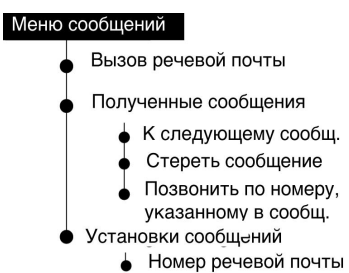 Меню сообщений
Вызов речевой почты
Полученные сообщения
К следующему сообщ.
Стереть сообщение
Позвонить по номеру,
указанному в сообщ.
Установки сообщений
Номер речевой почты